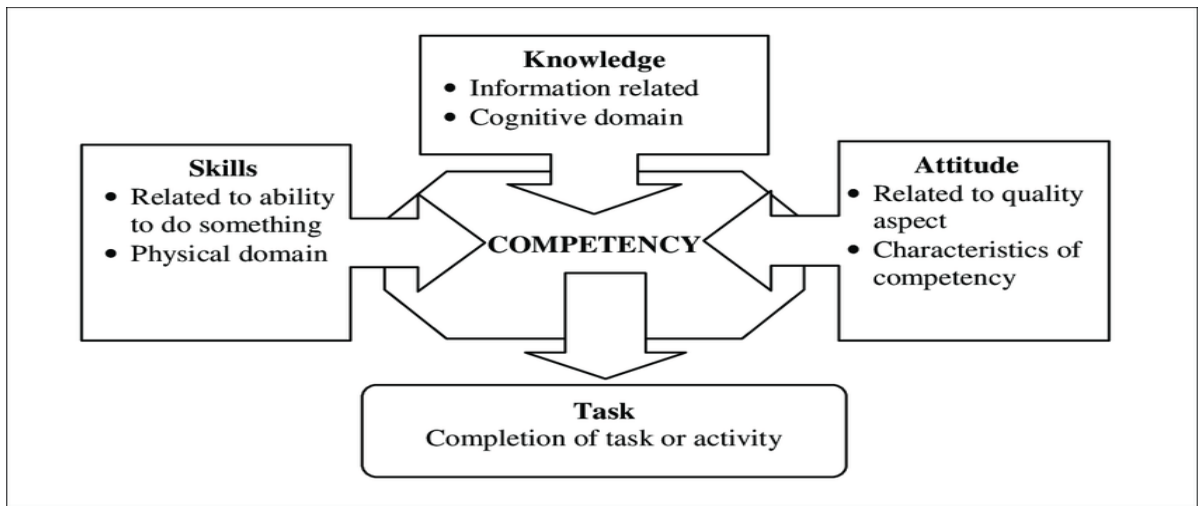 Knowledge
• Information related
• Cognitive domain
Skills
• Related to ability
to do something
• Physical domain
Attitude
• Related to quality
aspect
• Characteristics of
competency
COMPETENCY
Task
Completion of task or activity